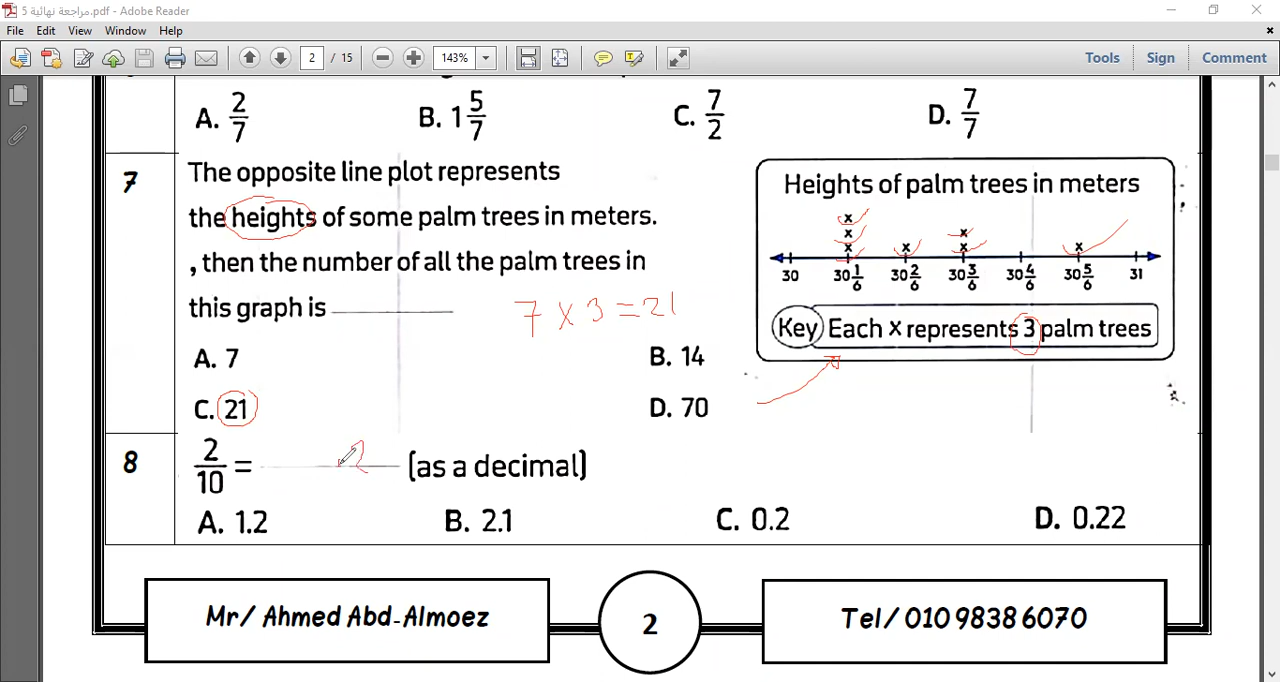 مراجعة نهائية 5.pdf - Adobe Reader
File Edit View Window Help
2 / 15 143% Tools Sign Comment
A. 2/7 B. 1 5/7 C. 7/2 D. 7/7
7 The opposite line plot represents
the heights of some palm trees in meters.
, then the number of all the palm trees in
this graph is
7 x 3 = 21
A. 7 B. 14
C. 21 D. 70
Heights of palm trees in meters
x
x x
x x x x
30 30 1/6 30 2/6 30 3/6 30 4/6 30 5/6 31
Key Each x represents 3 palm trees
8 2/10 = 2 (as a decimal)
A. 1.2 B. 2.1 C. 0.2 D. 0.22
Mr/ Ahmed Abd-Almoez 2 Tel/ 010 9838 6070